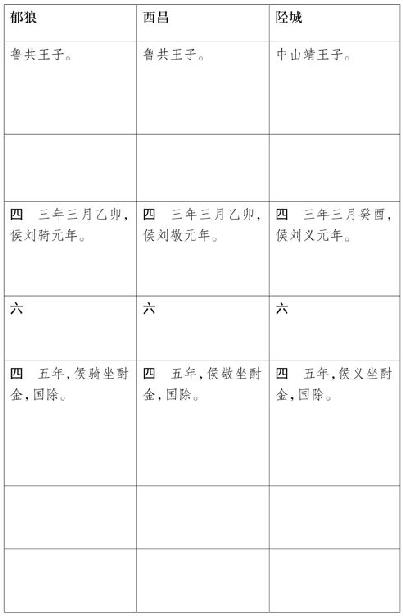 郁狼 西昌 陉城
鲁共王子。 鲁共王子。 中山靖王子。
四 三年三月乙卯， 四 三年三月乙卯， 四 三年三月癸酉，
侯刘骑元年。 侯刘敬元年。 侯刘义元年。
六 六 六
四 五年，侯骑坐酎 四 五年，侯敬坐酎 四 五年，侯义坐酎
金，国除。 金，国除。 金，国除。